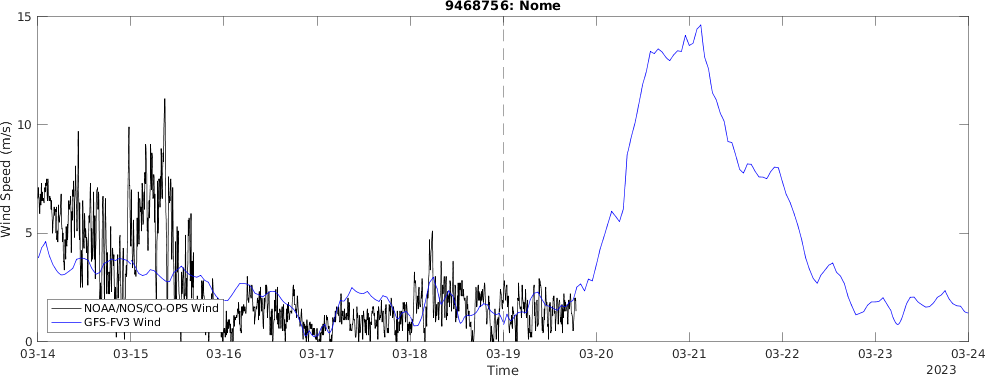 9468756: Nome
15
10
5
0
Wind Speed (m/s)
NOAA/NOS/CO-OPS Wind
GFS-FV3 Wind
03-14 03-15 03-16 03-17 03-18 03-19 03-20 03-21 03-22 03-23 03-24
Time
2023